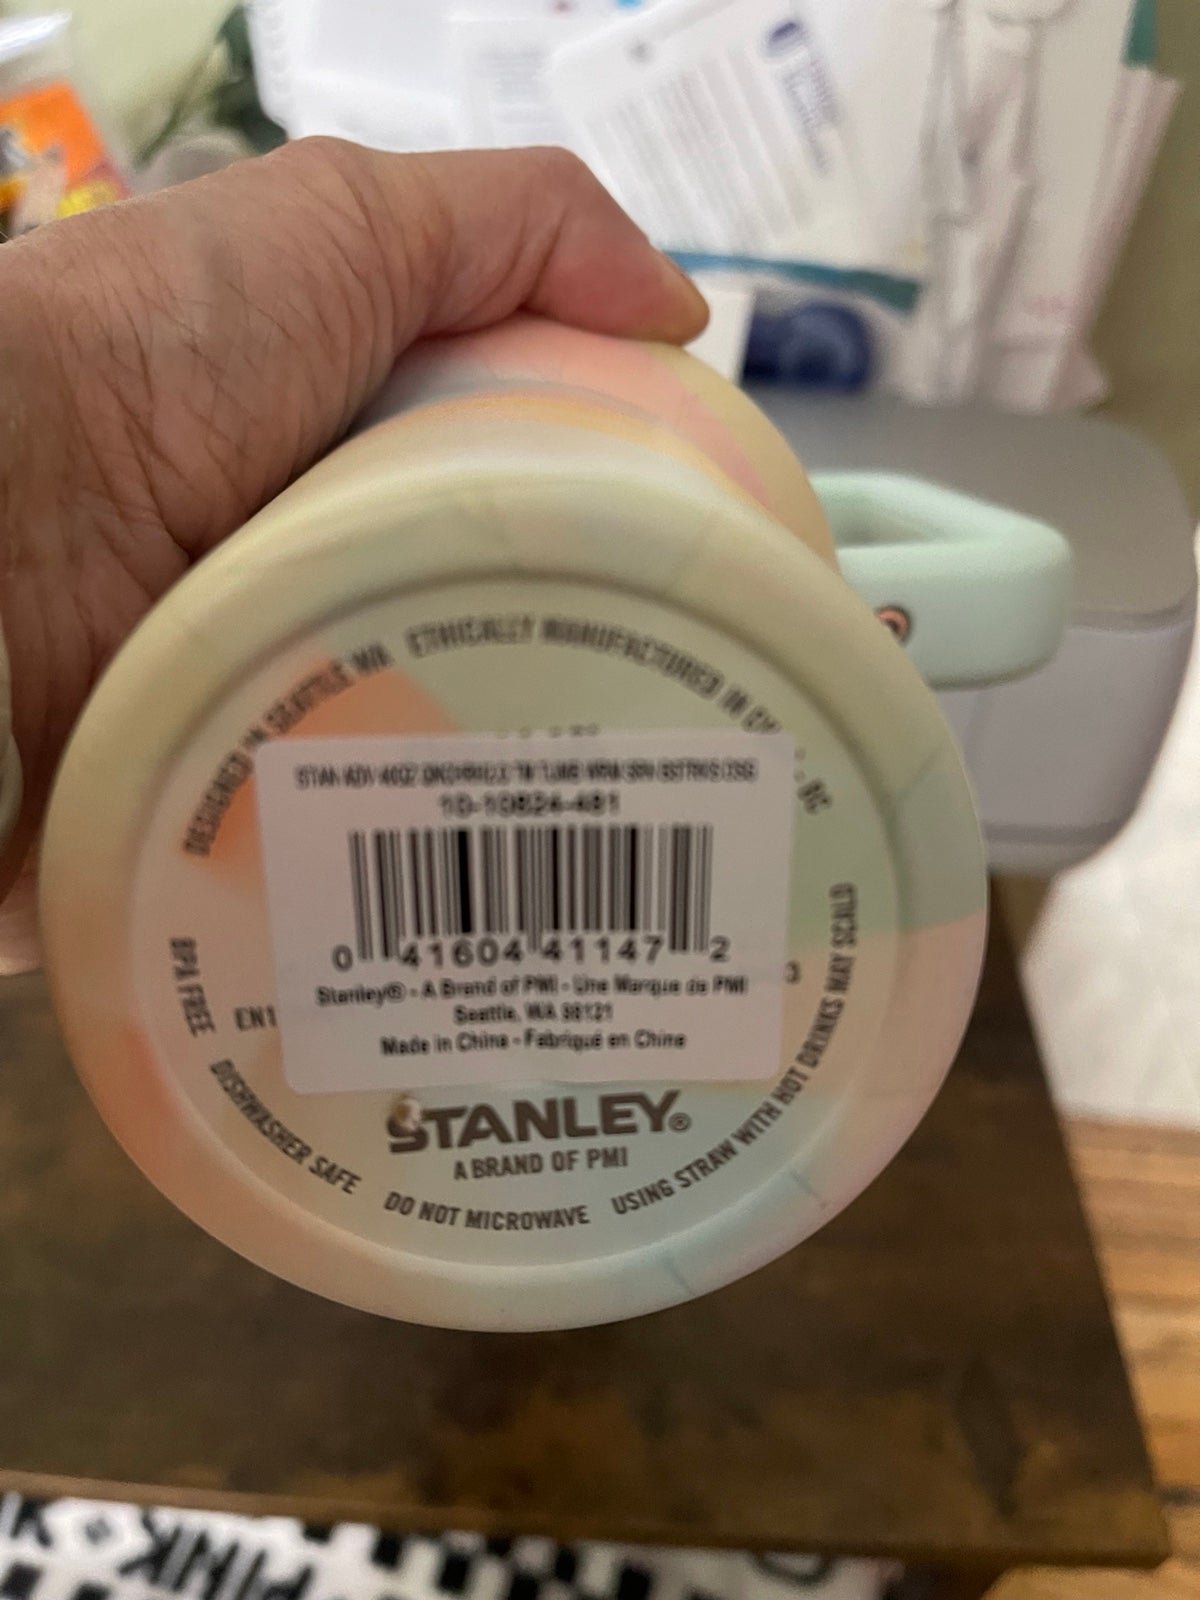 DESIGNED IN SEATTLE WA
ETHICALLY MANUFACTURED IN
10-10824-481
0 41604 41147 2
Stanley® - A Brand of PMI - Une Marque de PMI
Seattle, WA 98121
Made in China - Fabriqué en Chine
STANLEY®
A BRAND OF PMI
BPA FREE
DISHWASHER SAFE
DO NOT MICROWAVE
USING STRAW WITH HOT DRINKS MAY SCALD
PINK